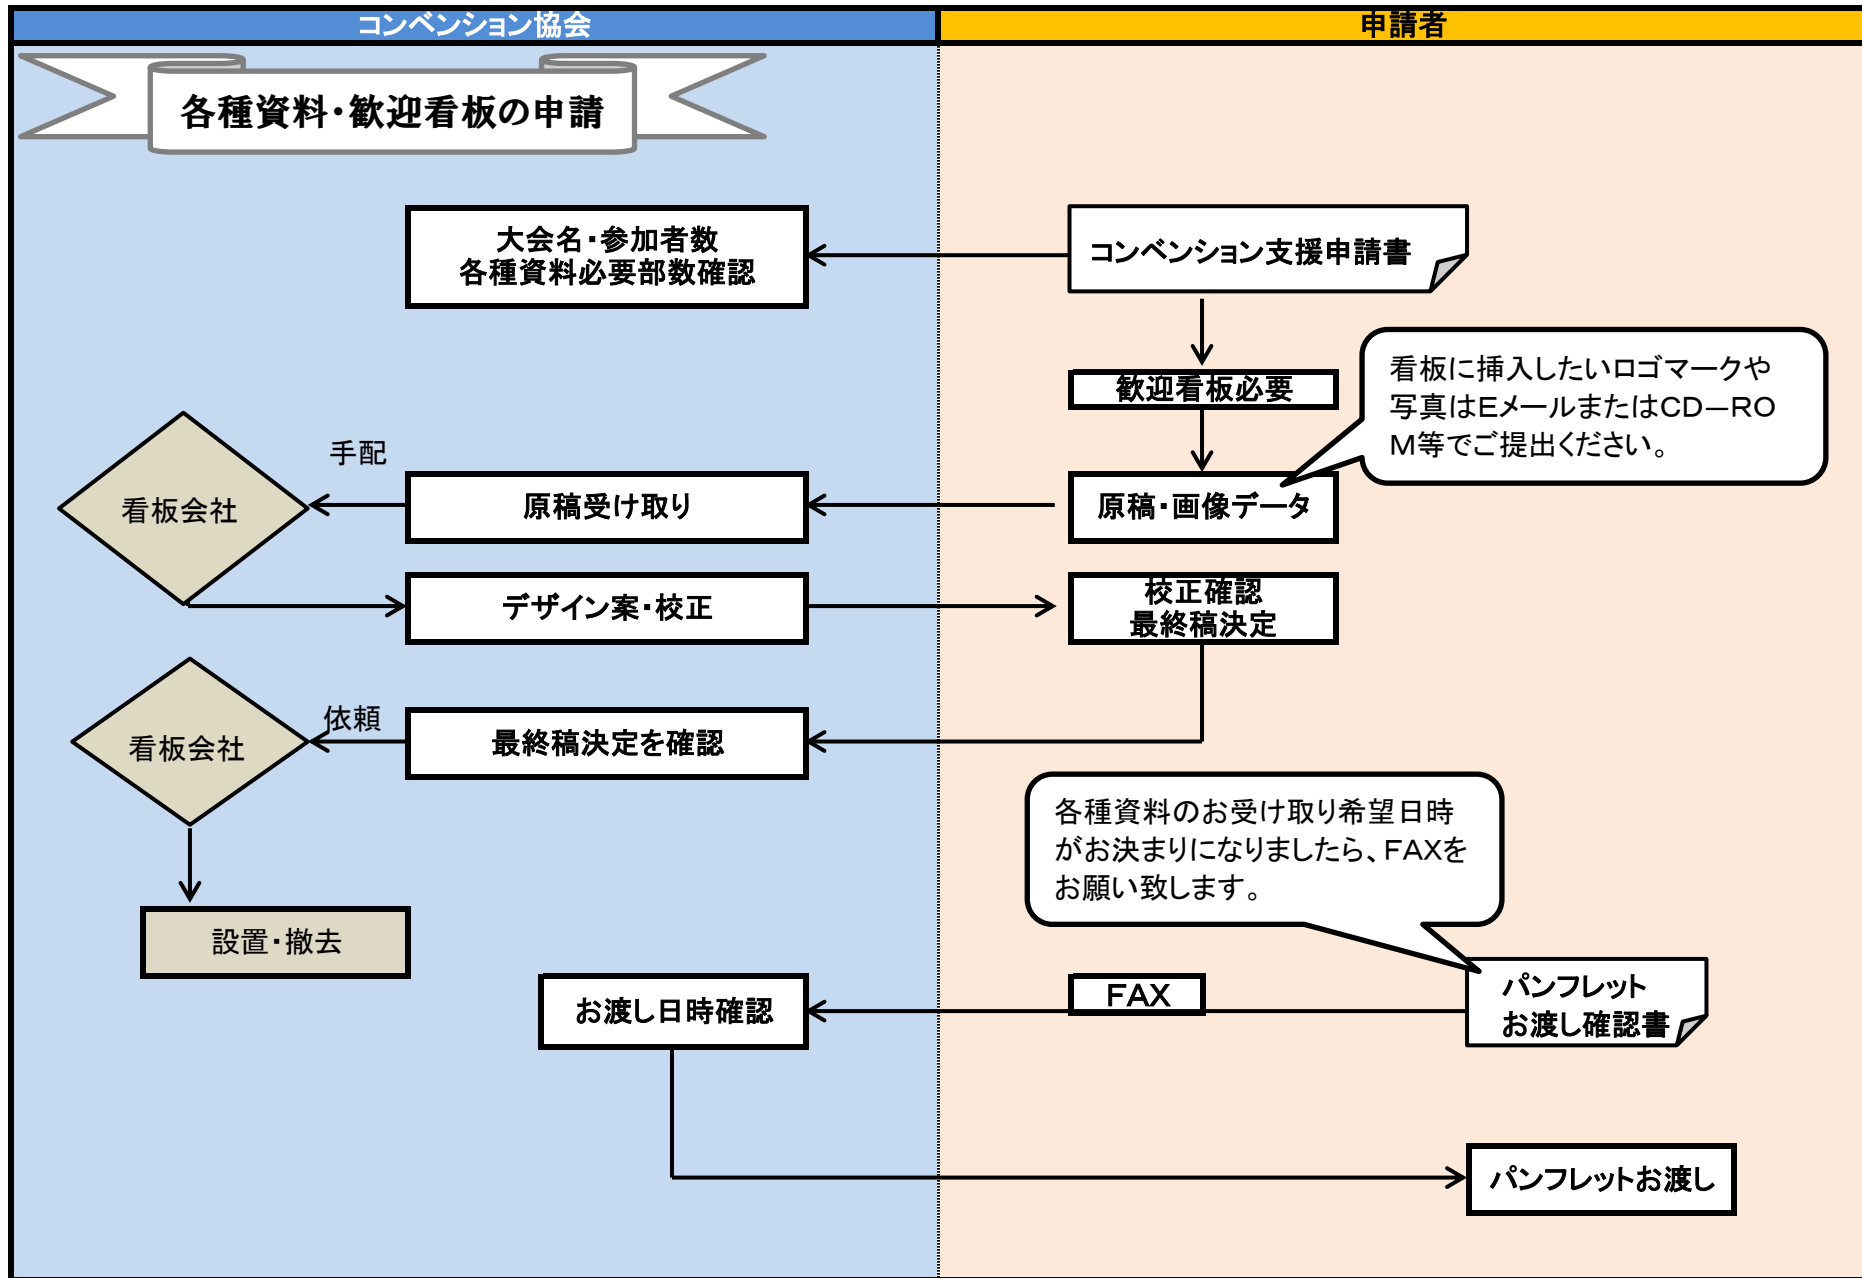 コンベンション協会
申請者
各種資料・歓迎看板の申請
大会名・参加者数
各種資料必要部数確認
コンベンション支援申請書
歓迎看板必要
看板に挿入したいロゴマークや
写真はEメールまたはCD－RO
M等でご提出ください。
手配
看板会社
原稿受け取り
原稿・画像データ
デザイン案・校正
校正確認
最終稿決定
依頼
看板会社
最終稿決定を確認
各種資料のお受け取り希望日時
がお決まりになりましたら、FAXを
お願い致します。
設置・撤去
お渡し日時確認
FAX
パンフレット
お渡し確認書
パンフレットお渡し